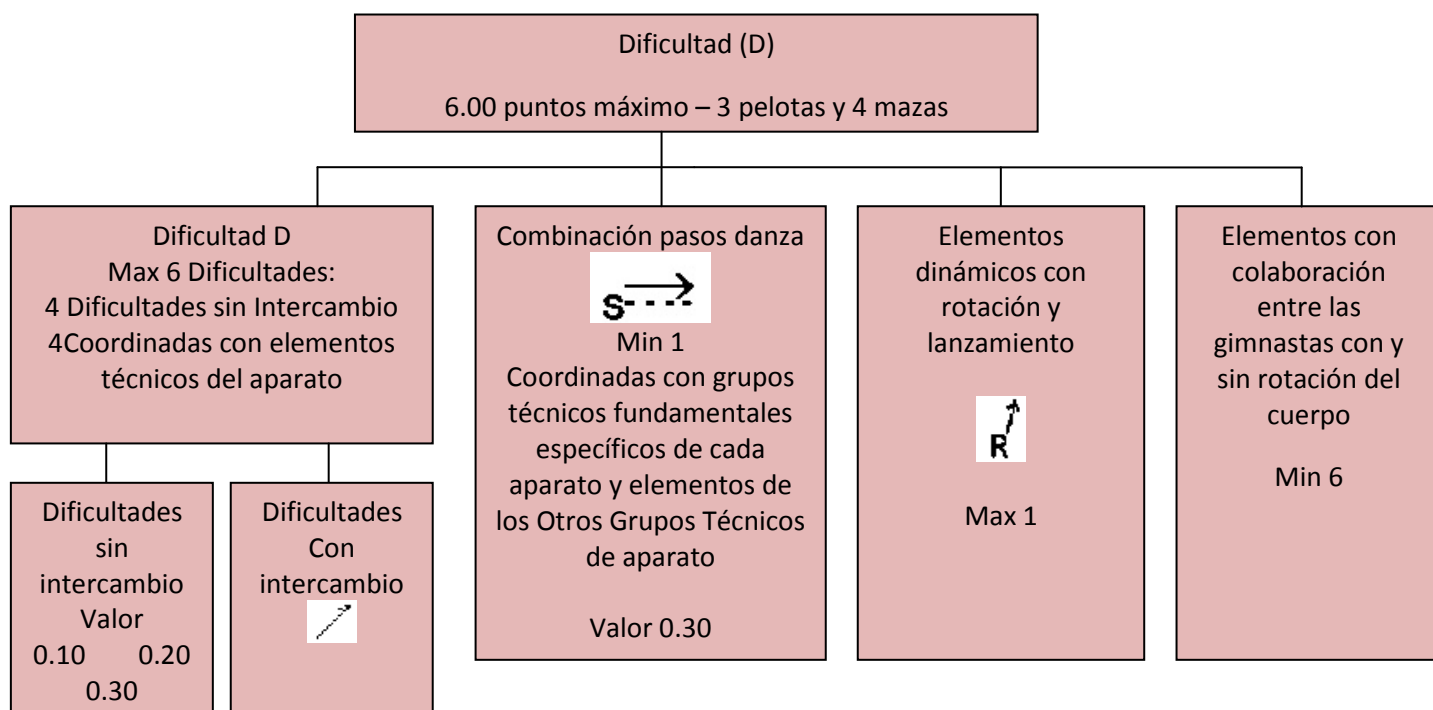 Dificultad (D)
6.00 puntos máximo – 3 pelotas y 4 mazas
Dificultad D
Max 6 Dificultades:
4 Dificultades sin Intercambio
4Coordinadas con elementos
técnicos del aparato
Dificultades
sin
intercambio
Valor
0.10 0.20
0.30
Dificultades
Con
intercambio
Combinación pasos danza
S
Min 1
Coordinadas con grupos
técnicos fundamentales
específicos de cada
aparato y elementos de
los Otros Grupos Técnicos
de aparato
Valor 0.30
Elementos
dinámicos con
rotación y
lanzamiento
R
Max 1
Elementos con
colaboración
entre las
gimnastas con y
sin rotación del
cuerpo
Min 6